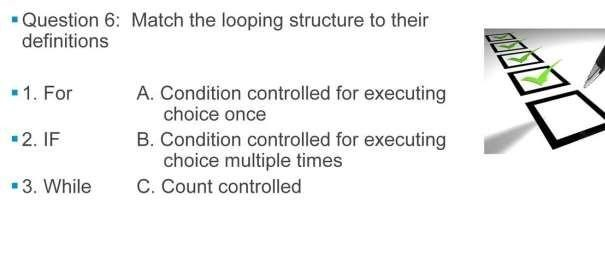 Question 6: Match the looping structure to their
definitions
1. For A. Condition controlled for executing
choice once
2. IF B. Condition controlled for executing
choice multiple times
3. While C. Count controlled